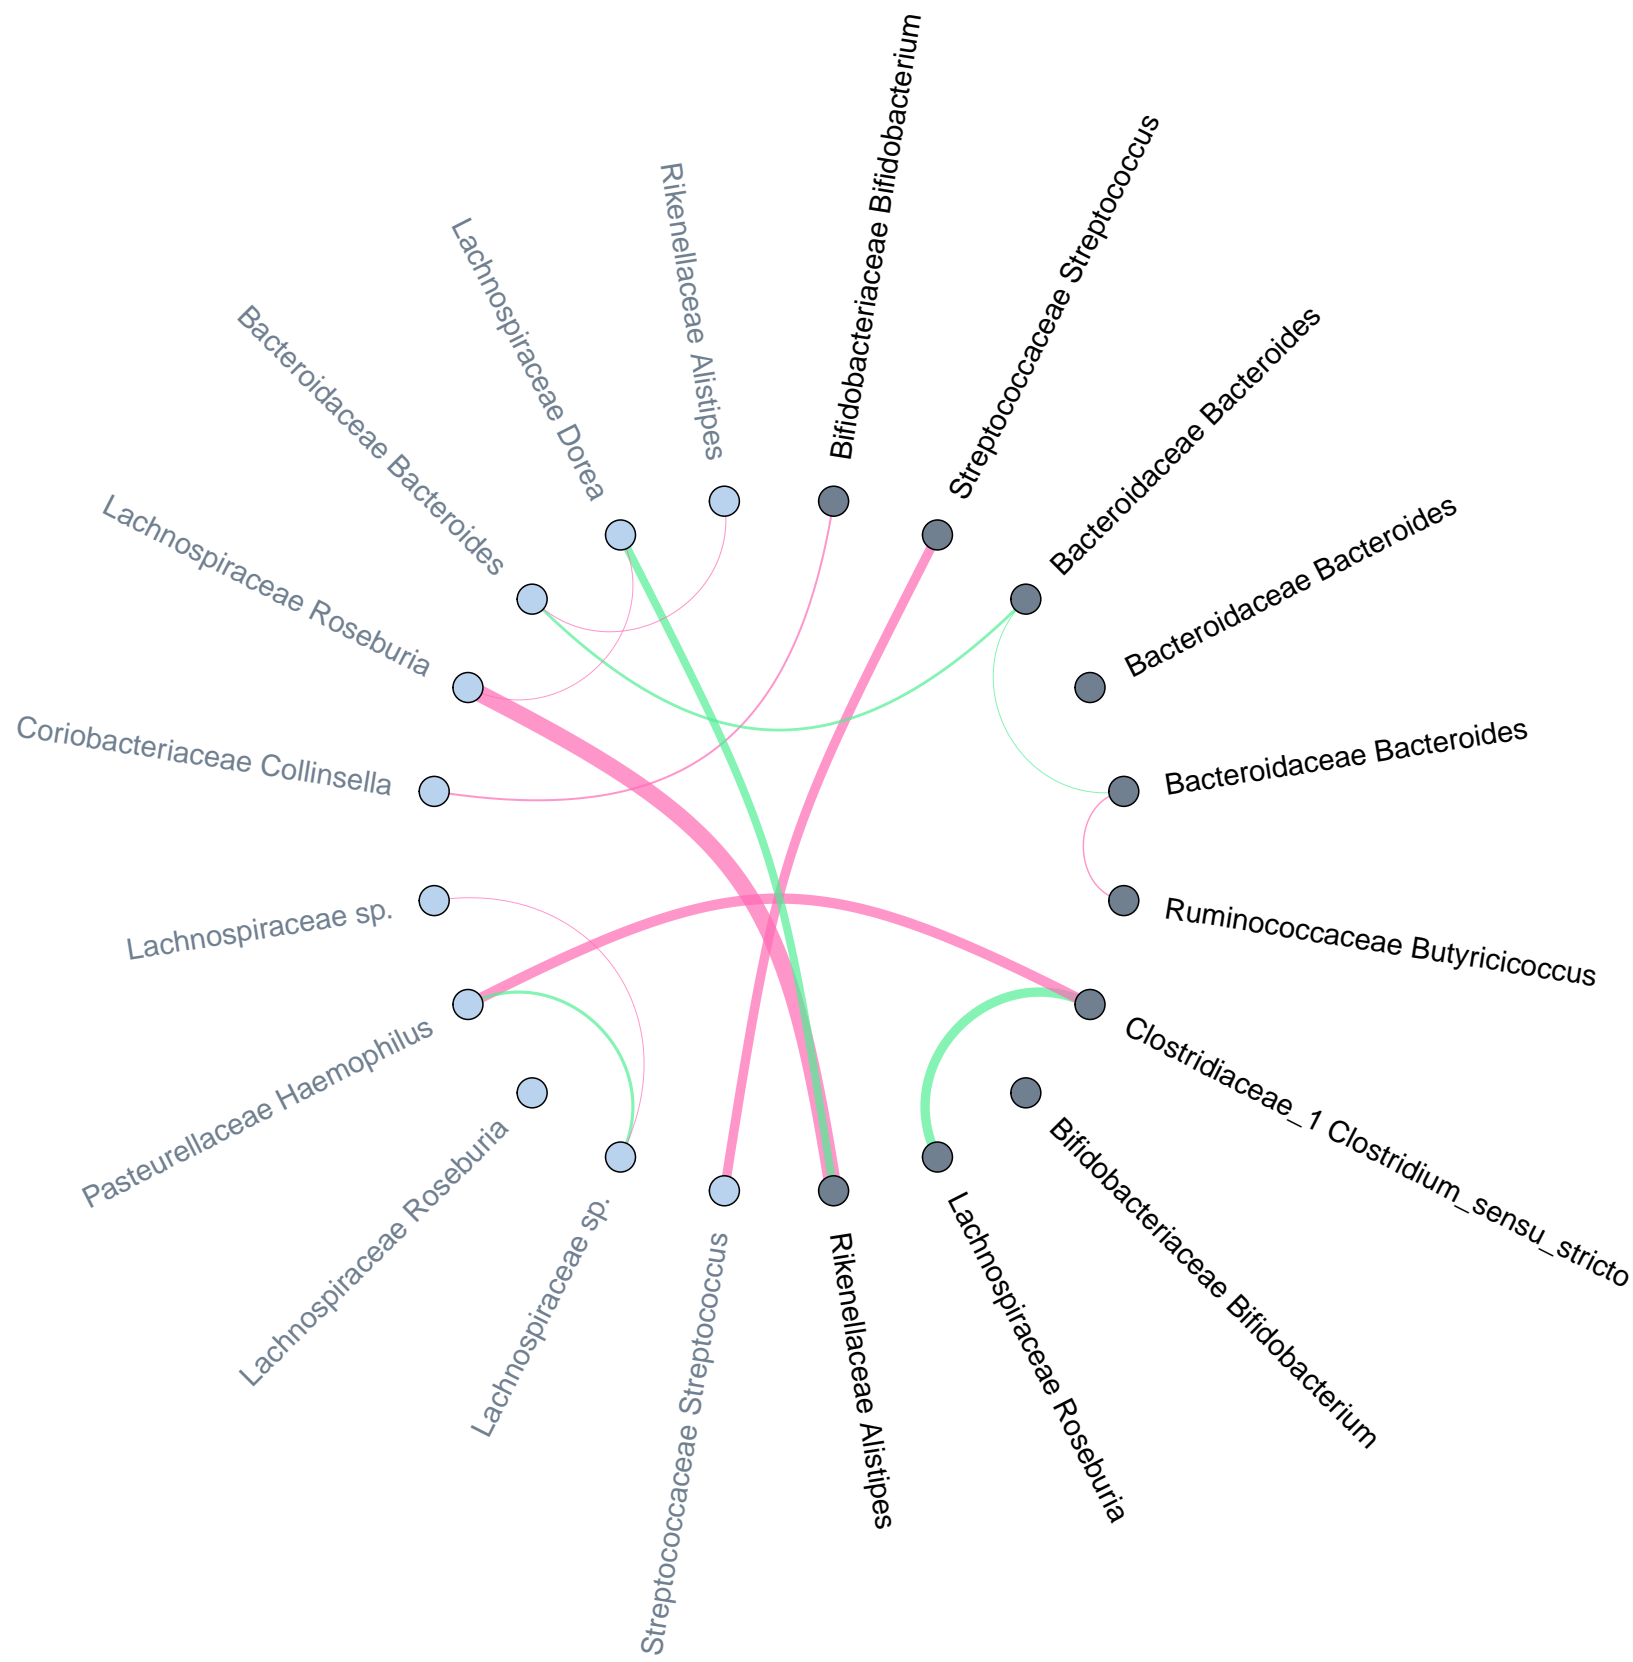 Bifidobacteriaceae Bifidobacterium
Streptococcaceae Streptococcus
Bacteroidaceae Bacteroides
Bacteroidaceae Bacteroides
Bacteroidaceae Bacteroides
Ruminococcaceae Butyricicoccus
Clostridiaceae_1 Clostridium_sensu_stricto
Bifidobacteriaceae Bifidobacterium
Lachnospiraceae Roseburia
Rikenellaceae Alistipes
Streptococcaceae Streptococcus
Lachnospiraceae sp.
Lachnospiraceae Roseburia
Pasteurellaceae Haemophilus
Lachnospiraceae sp.
Coriobacteriaceae Collinsella
Lachnospiraceae Roseburia
Bacteroidaceae Bacteroides
Lachnospiraceae Dorea
Rikenellaceae Alistipes